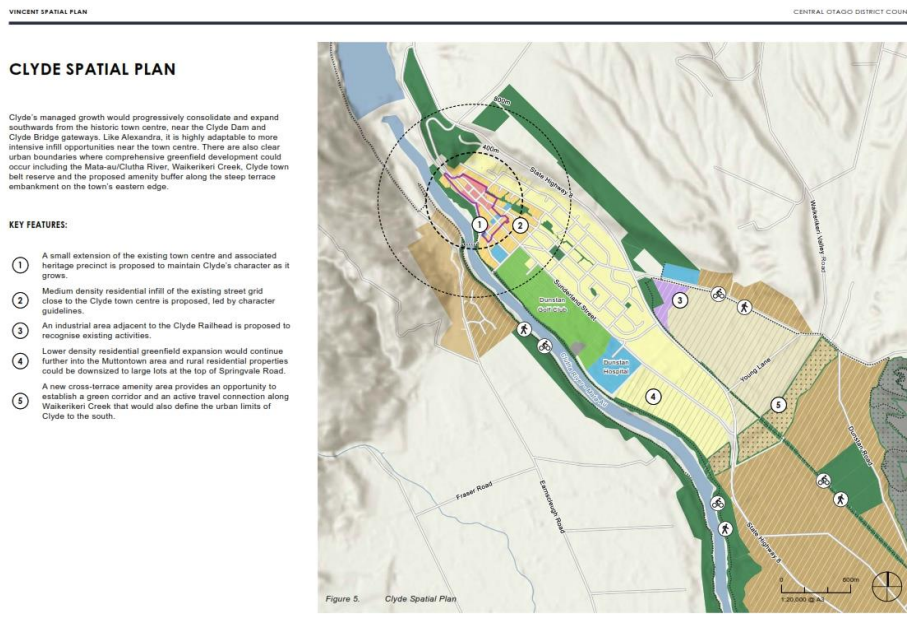 VINCENT SPATIAL PLAN
CENTRAL OTAGO DISTRICT COUN
CLYDE SPATIAL PLAN
Clyde's managed growth would progressively consolidate and expand
southwards from the historic town centre, near the Clyde Dam and
Clyde Bridge gateways. Like Alexandra, it is highly adaptable to more
intensive infill opportunities near the town centre. There are also clear
urban boundaries where comprehensive greenfield development could
occur including the Mata-au/Clutha River, Waikerikeri Creek, Clyde town
belt reserve and the proposed amenity buffer along the steep terrace
embankment on the town's eastern edge.
KEY FEATURES:
1
A small extension of the existing town centre and associated
heritage precinct is proposed to maintain Clyde's character as it
grows.
2
Medium density residential infill of the existing street grid
close to the Clyde town centre is proposed, led by character
guidelines.
3
An industrial area adjacent to the Clyde Railhead is proposed to
recognise existing activities.
4
Lower density residential greenfield expansion would continue
further into the Muttontown area and rural residential properties
could be downsized to large lots at the top of Springvale Road.
5
A new cross-terrace amenity area provides an opportunity to
establish a green corridor and an active travel connection along
Waikerikeri Creek that would also define the urban limits of
Clyde to the south.
800m
400m
State Highway 8
Waikerikeri Valley Road
1
2
3
Sunderland Street
Dunstan
Golf Club
Dunstan
Hospital
Young Lane
4
5
Dunstan Road
Fraser Road
Earnscleugh Road
State Highway 8
0
800m
1:20,000 @ A3
Figure 5.
Clyde Spatial Plan